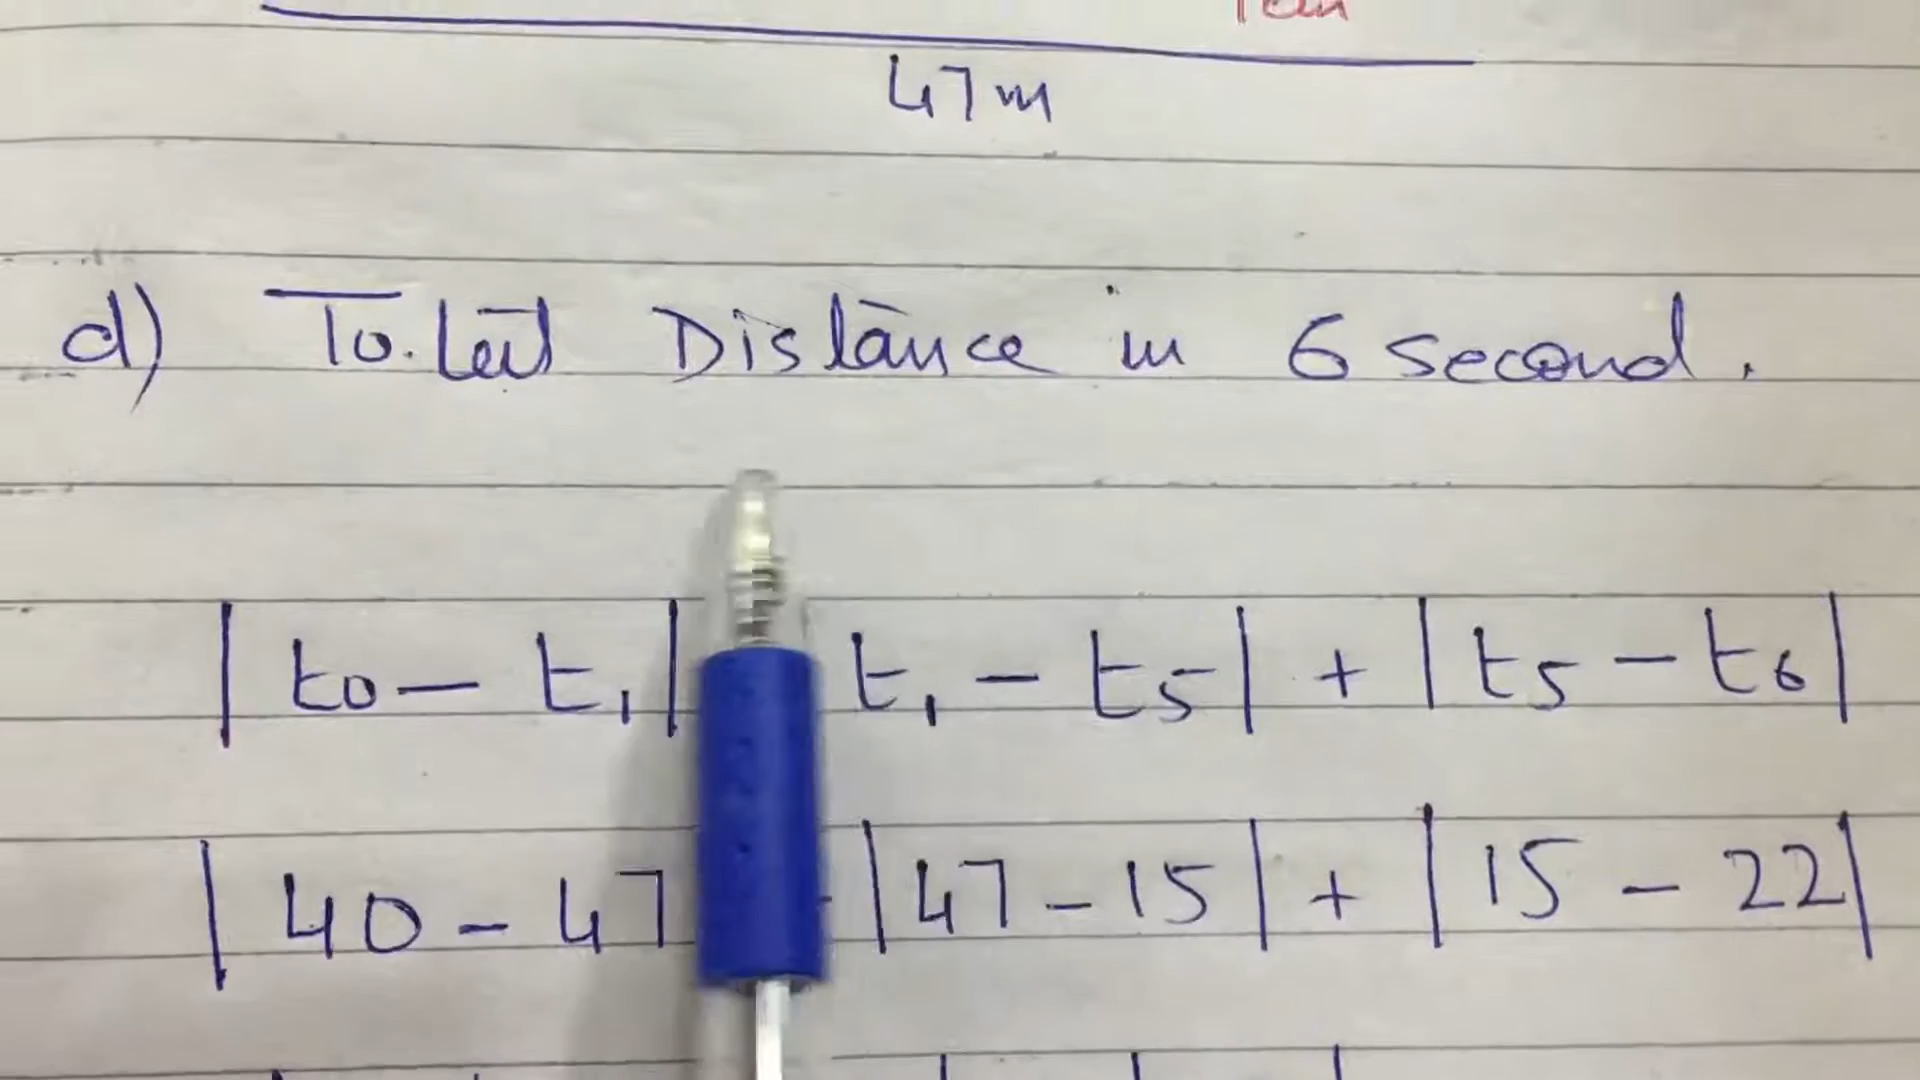 47m
d) Total Distance in 6 second.
|t0 - t1| t1 - t5| + |t5 - t6|
|40 - 47 - |47 - 15| + |15 - 22|